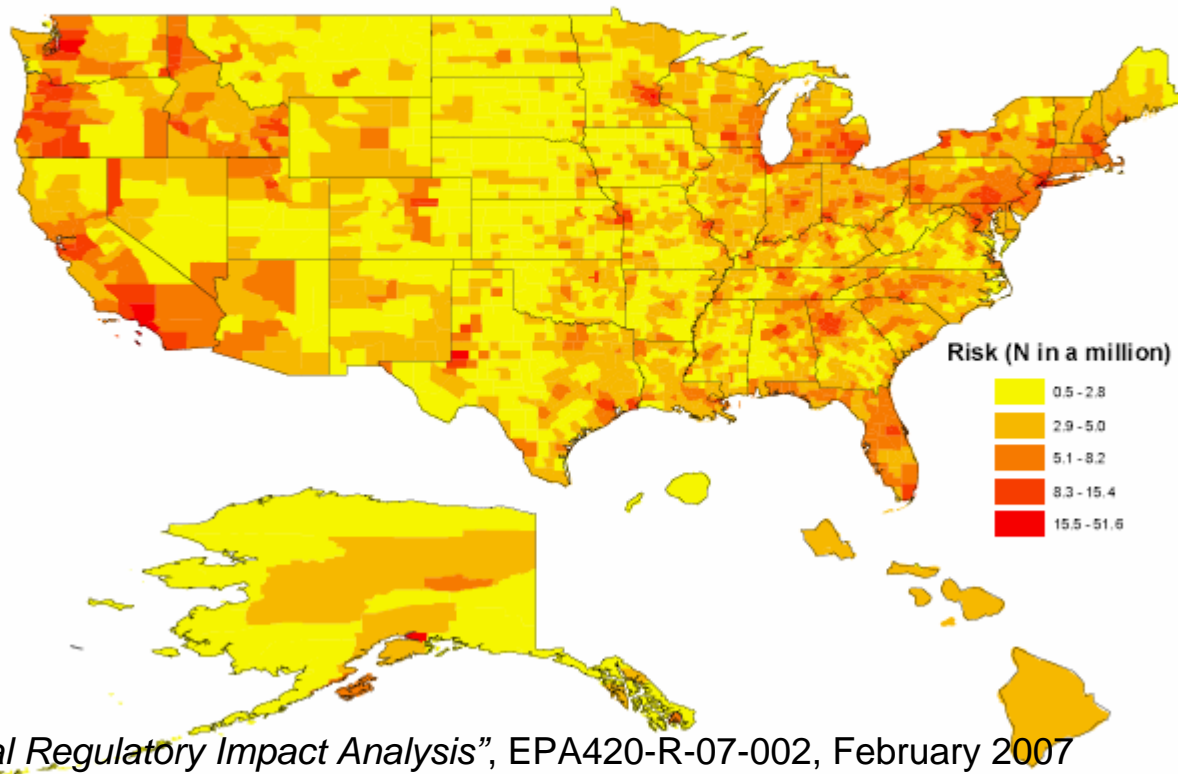 Risk (N in a million)
0.5 - 2.8
2.9 - 5.0
5.1 - 8.2
8.3 - 15.4
15.5 - 51.6
al Regulatory Impact Analysis”, EPA420-R-07-002, February 2007